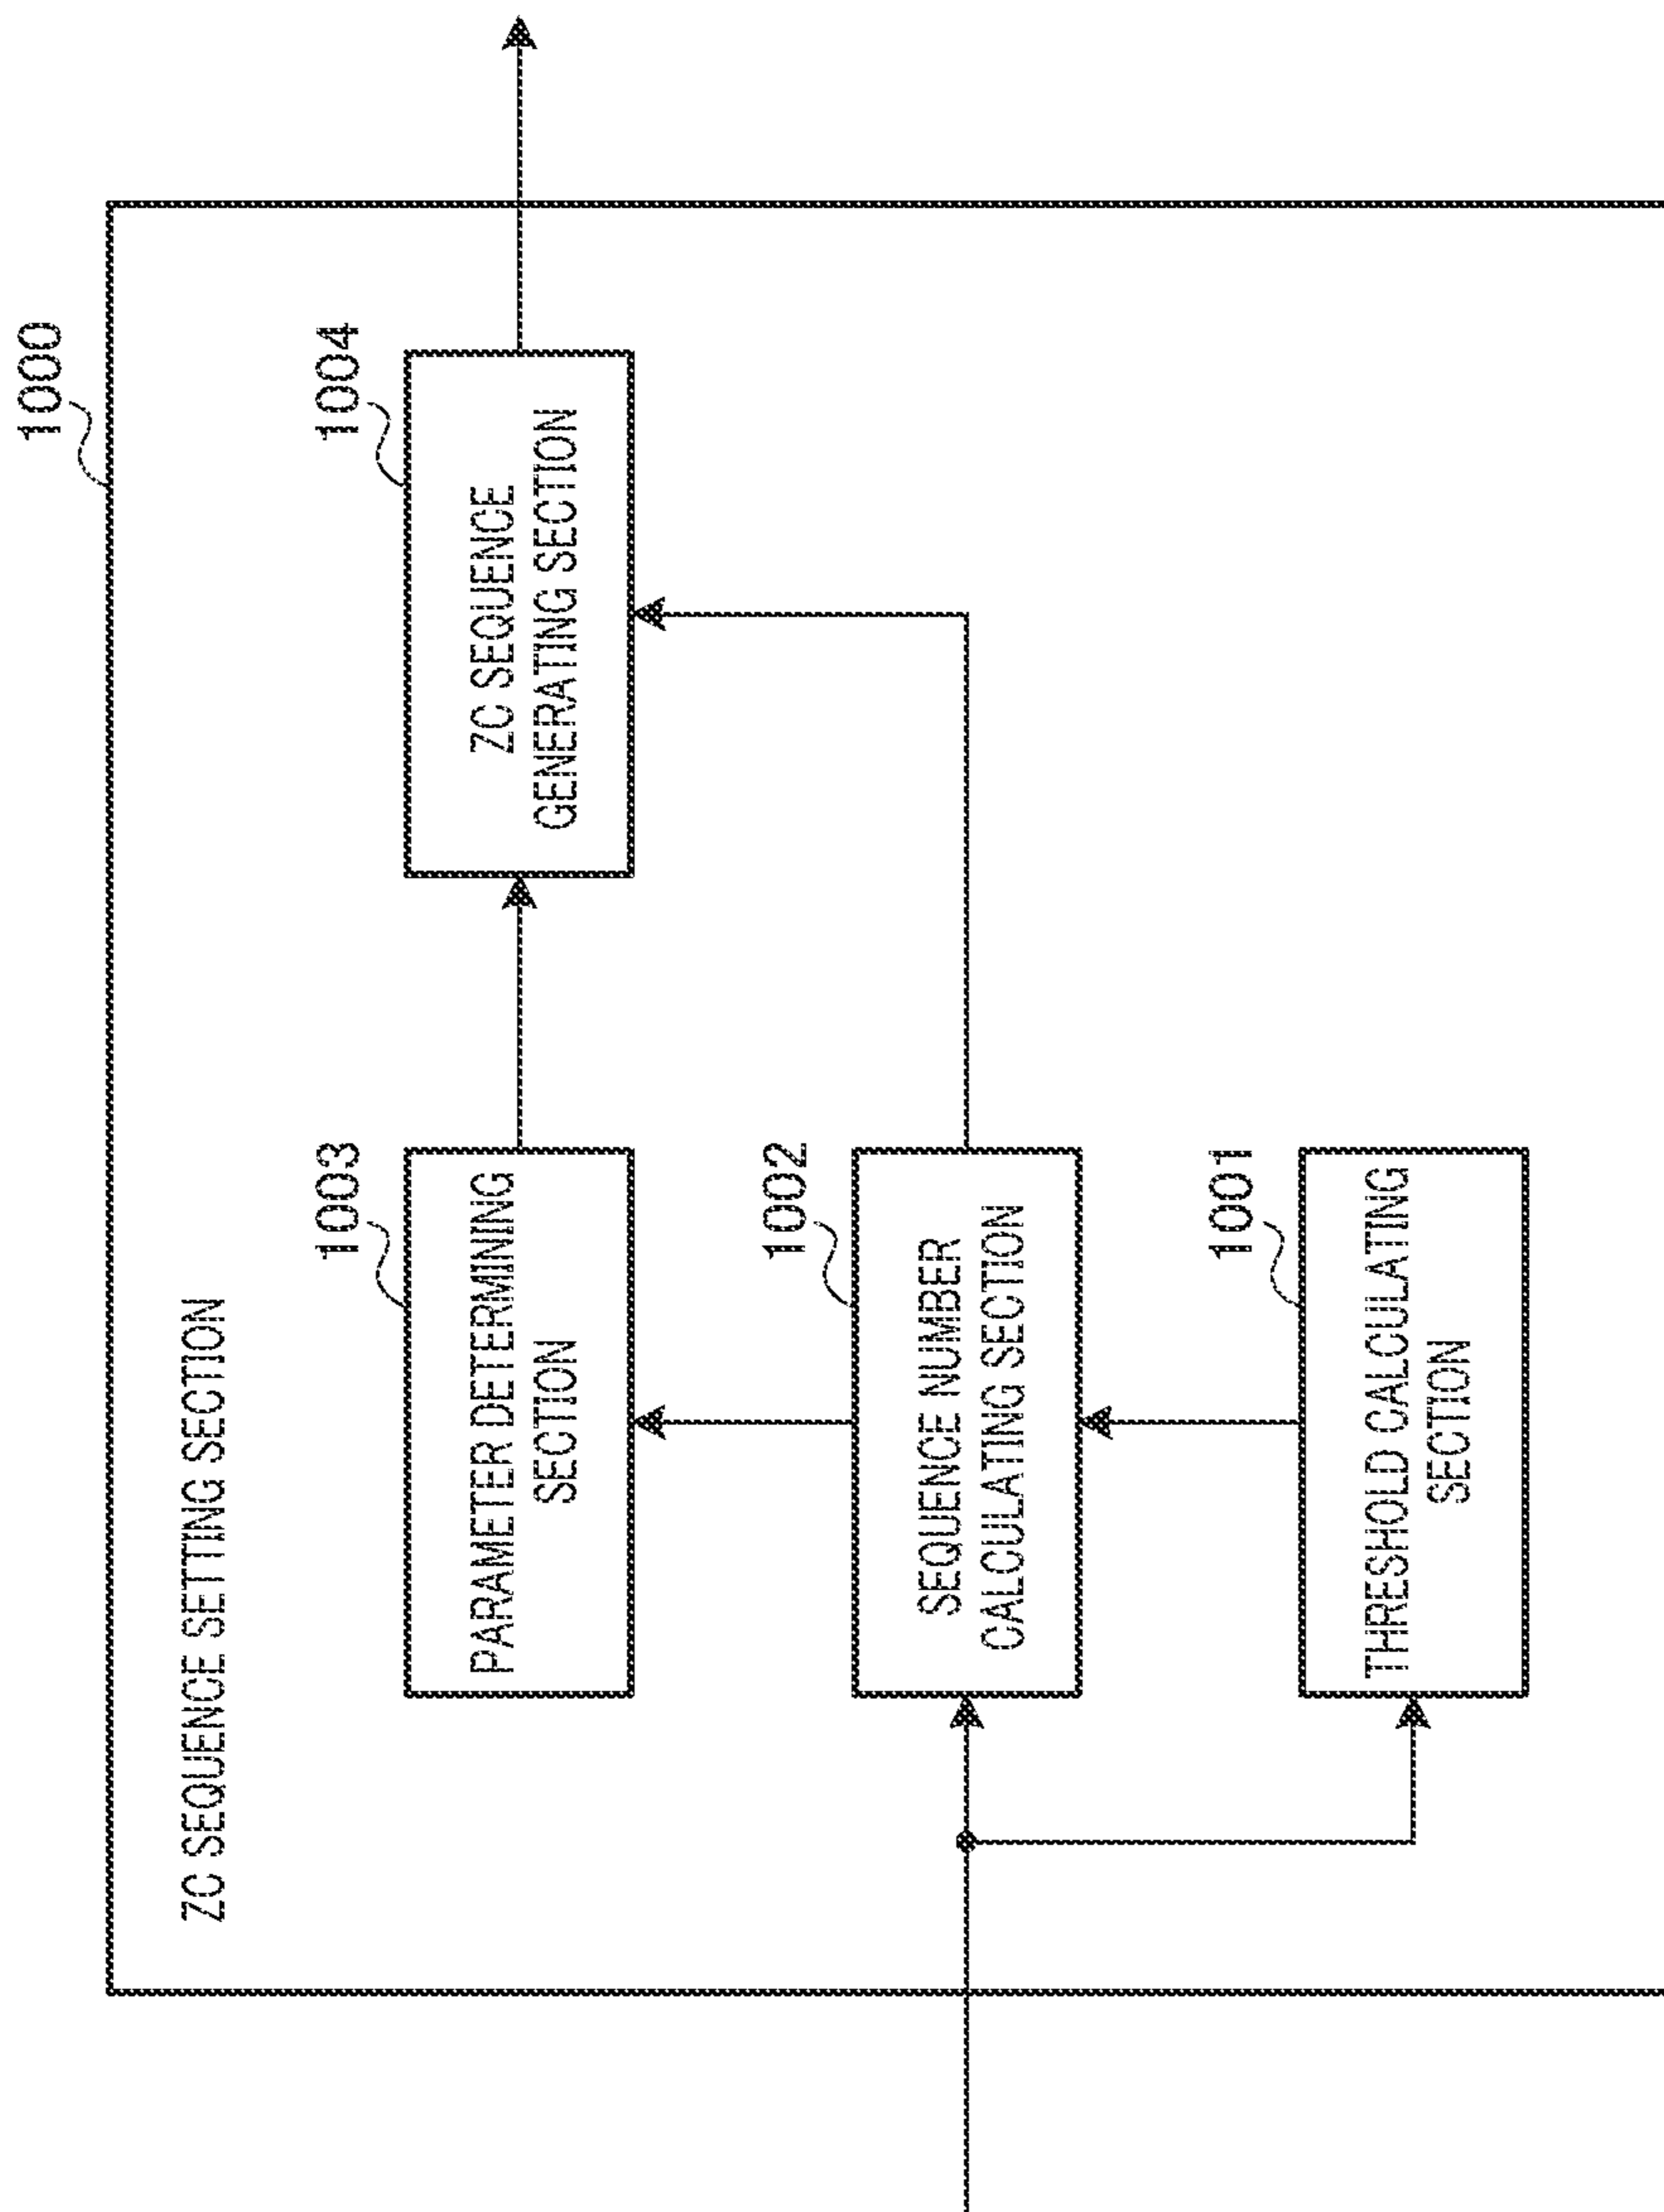 1000
ZC SEQUENCE SETTING SECTION
1003
PARAMETER DETERMINING
SECTION
1004
ZC SEQUENCE
GENERATING SECTION
1002
SEQUENCE NUMBER
CALCULATING SECTION
1001
THRESHOLD CALCULATING
SECTION